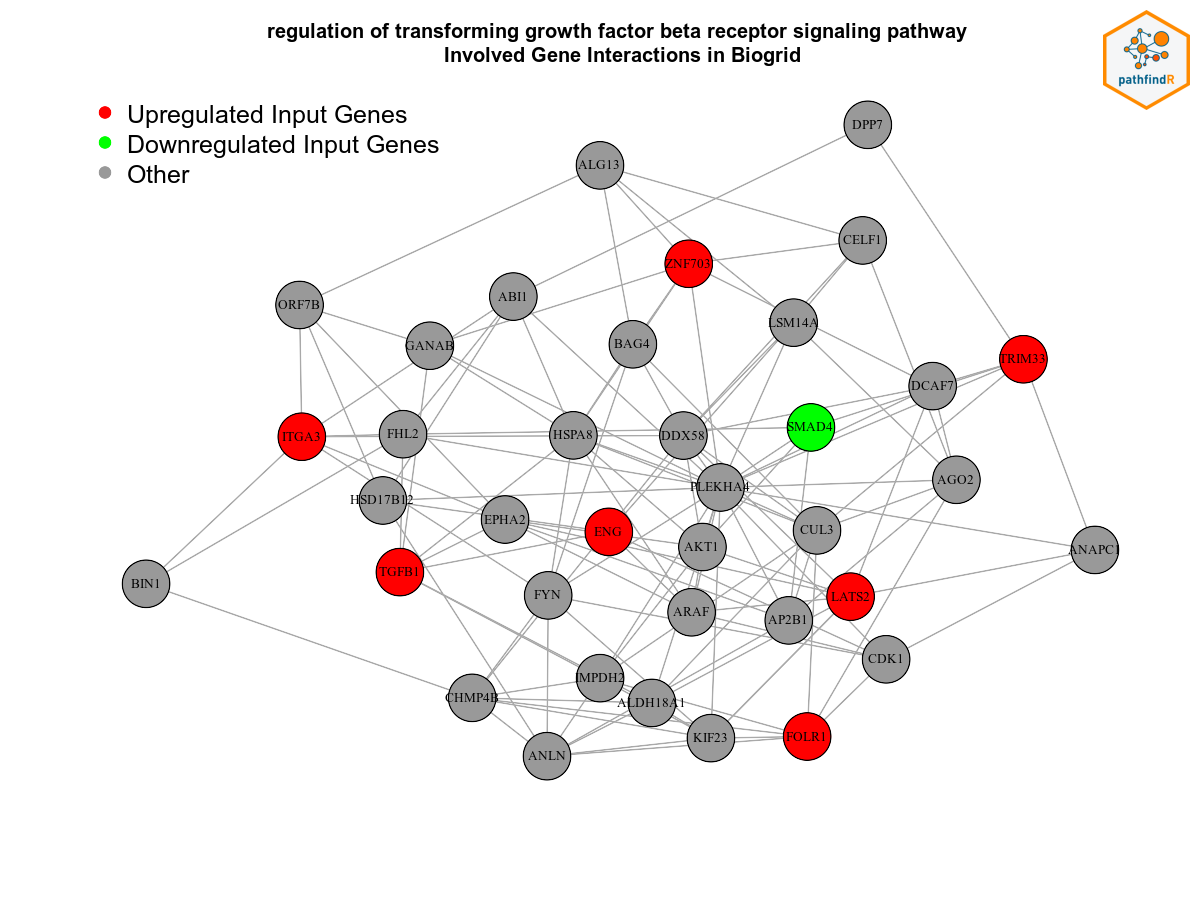 regulation of transforming growth factor beta receptor signaling pathway
Involved Gene Interactions in Biogrid
pathfindR
Upregulated Input Genes
Downregulated Input Genes
Other
DPP7
ALG13
CELF1
ZNF703
ABI1
ORF7B
LSM14A
GANAB
BAG4
TRIM33
DCAF7
SMAD4
FHL2
ITGA3
HSPA8
DDX58
AGO2
PLEKHA4
HSD17B12
EPHA2
ENG
CUL3
AKT1
ANAPC1
TGFB1
BIN1
FYN
LATS2
ARAF
AP2B1
CDK1
IMPDH2
CHMP4B
ALDH18A1
FOLR1
KIF23
ANLN